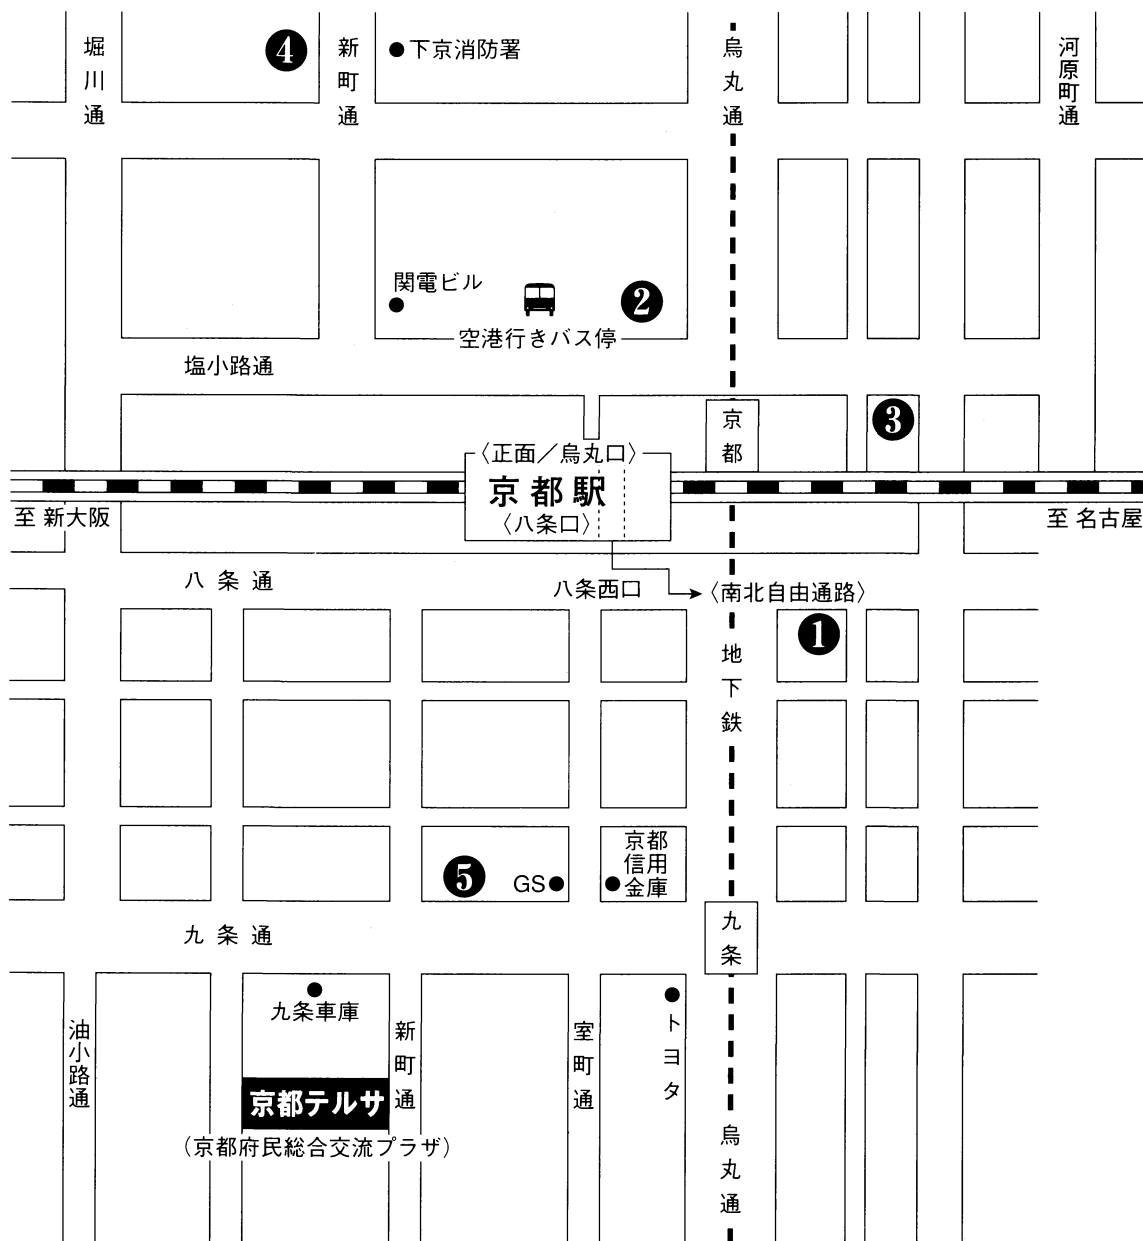 堀川通
❹
新町通
下京消防署
烏丸通
河原町通
関電ビル
❷
空港行きバス停
塩小路通
京都
❸
〈正面／烏丸口〉
京都駅
〈八条口〉
至 新大阪
至 名古屋
八条通
八条西口
〈南北自由通路〉
❶
地下鉄
京都
信用
金庫
❺
GS
九条
九条通
九条車庫
油小路通
新町通
室町通
トヨタ
京都テルサ
（京都府民総合交流プラザ）
烏丸通